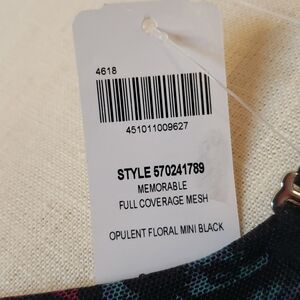 4618
451011009627
STYLE 570241789
MEMORABLE
FULL COVERAGE MESH
OPULENT FLORAL MINI BLACK